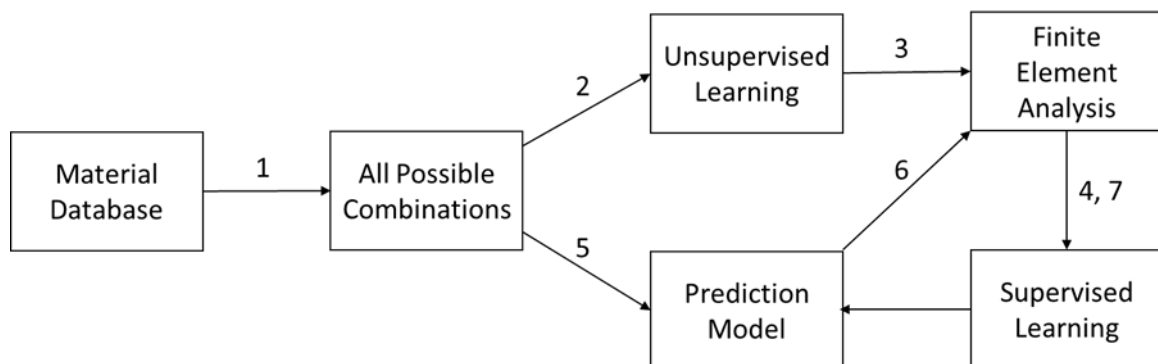 Material
Database
1
All Possible
Combinations
2
Unsupervised
Learning
3
Finite
Element
Analysis
4, 7
5
6
Prediction
Model
Supervised
Learning